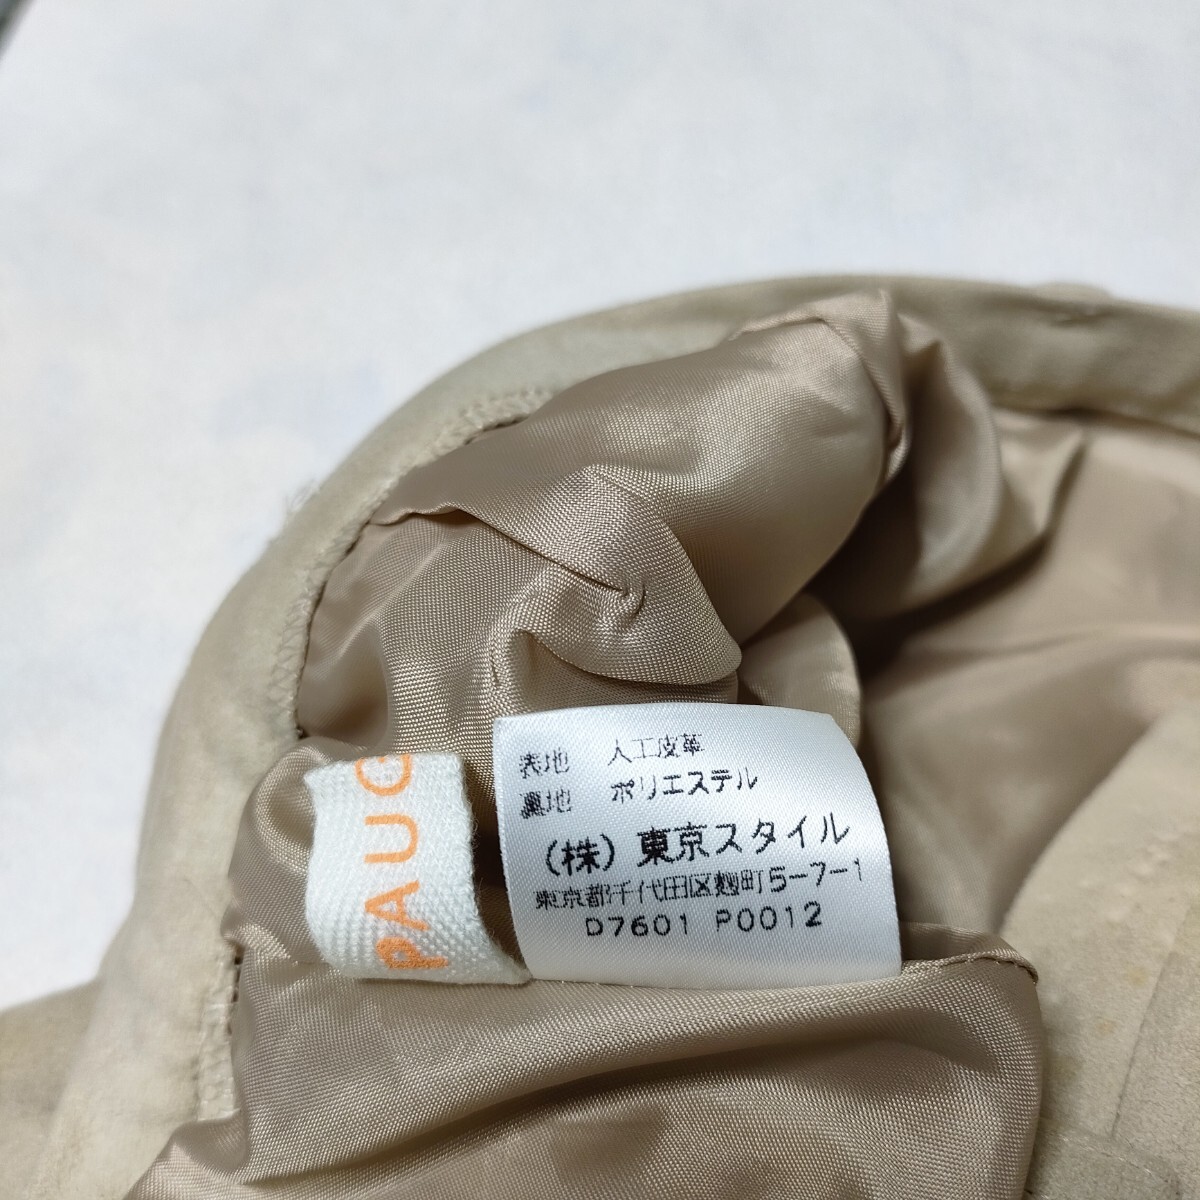 表地 人工皮革
裏地 ポリエステル
(株) 東京スタイル
東京都千代田区麹町5-7-1
D7601 P0012
PAUG